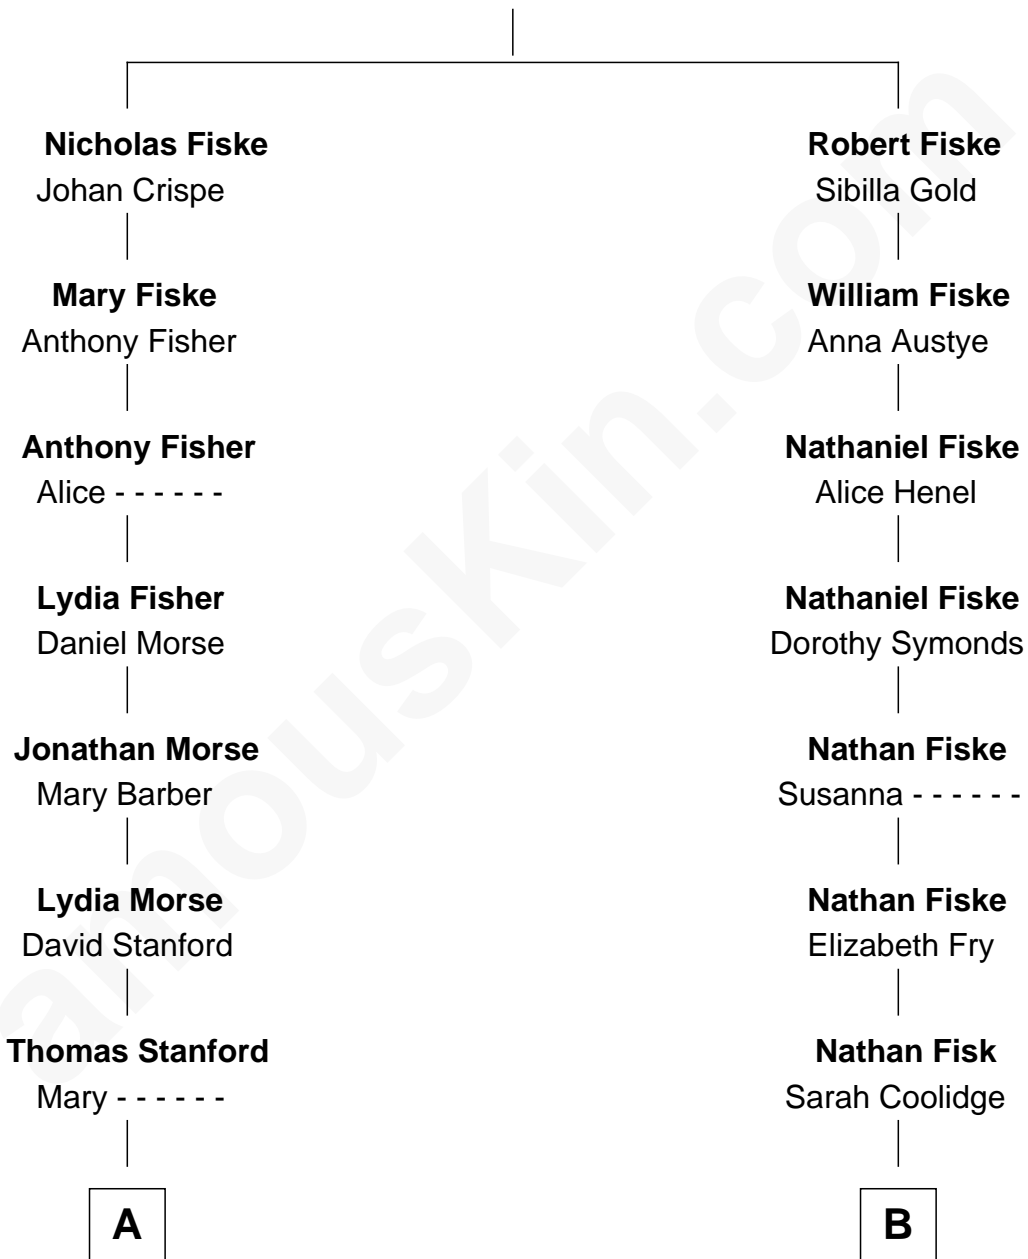 Nicholas Fiske
Johan Crispe
Mary Fiske
Anthony Fisher
Anthony Fisher
Alice - - - - - -
Lydia Fisher
Daniel Morse
Jonathan Morse
Mary Barber
Lydia Morse
David Stanford
Thomas Stanford
Mary - - - - - -
A
Robert Fiske
Sibilla Gold
William Fiske
Anna Austye
Nathaniel Fiske
Alice Henel
Nathaniel Fiske
Dorothy Symonds
Nathan Fiske
Susanna - - - - - -
Nathan Fiske
Elizabeth Fry
Nathan Fisk
Sarah Coolidge
B
amouskin.com